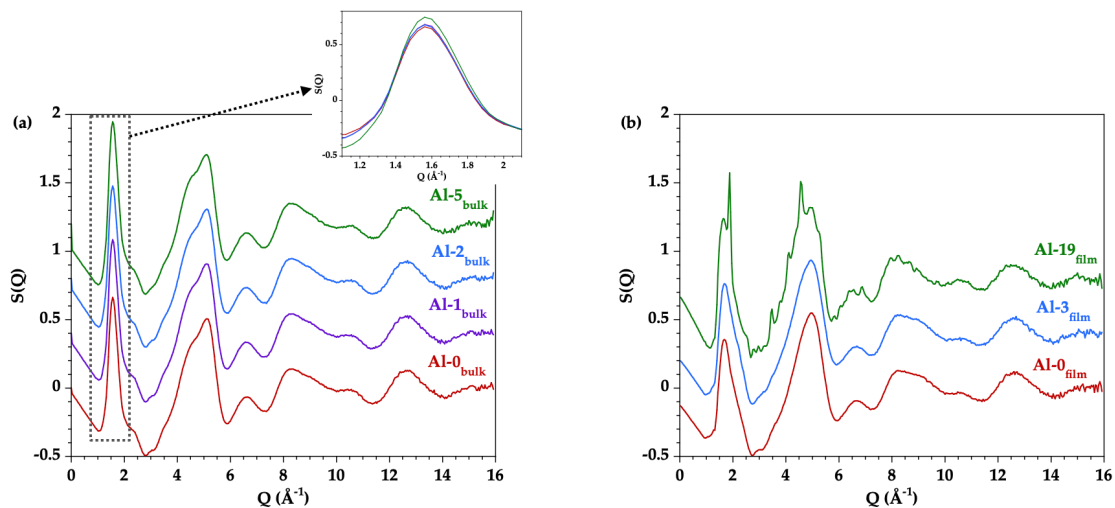 (a)
S(Q)
2
1.5
1
0.5
0
-0.5
0 2 4 6 8 10 12 14 16
Q (Å⁻¹)
Al-5bulk
Al-2bulk
Al-1bulk
Al-0bulk
S(Q)
0.5
0
-0.5
1.2 1.4 1.6 1.8 2
Q (Å⁻¹)
(b)
S(Q)
2
1.5
1
0.5
0
-0.5
0 2 4 6 8 10 12 14 16
Q (Å⁻¹)
Al-19film
Al-3film
Al-0film